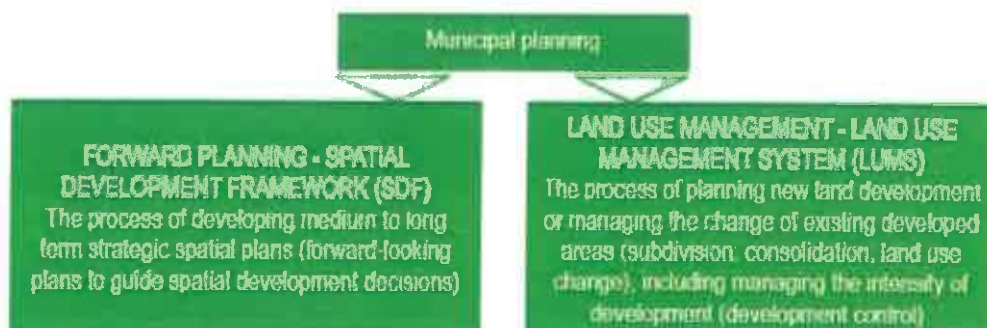 Municipal planning
FORWARD PLANNING - SPATIAL
DEVELOPMENT FRAMEWORK (SDF)
The process of developing medium to long
term strategic spatial plans (forward-looking
plans to guide spatial development decisions)
LAND USE MANAGEMENT - LAND USE
MANAGEMENT SYSTEM (LUMS)
The process of planning new land development
or managing the change of existing developed
areas (subdivision, consolidation, land use
change), including managing the intensity of
development (development control)